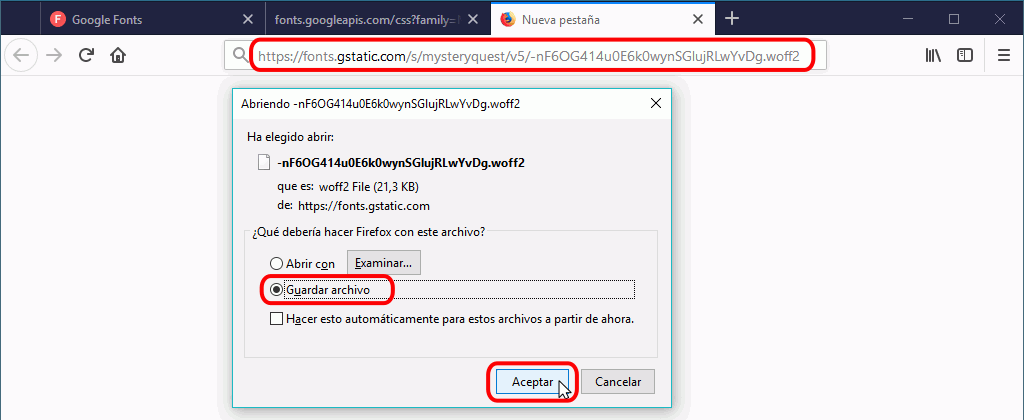 Google Fonts
fonts.googleapis.com/css?family=
Nueva pestaña
https://fonts.gstatic.com/s/mysteryquest/v5/-nF6OG414u0E6k0wynSGlujRLwYvDg.woff2
Abriendo -nF6OG414u0E6k0wynSGlujRLwYvDg.woff2
Ha elegido abrir:
-nF6OG414u0E6k0wynSGlujRLwYvDg.woff2
que es: woff2 File (21,3 KB)
de: https://fonts.gstatic.com
¿Qué debería hacer Firefox con este archivo?
Abrir con
Examinar...
Guardar archivo
Hacer esto automáticamente para estos archivos a partir de ahora.
Aceptar
Cancelar